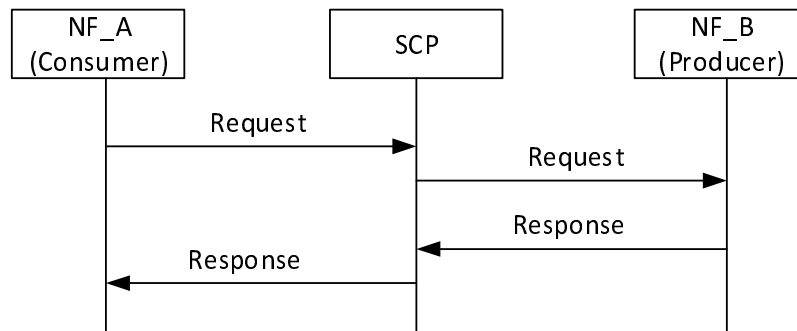 NF_A
(Consumer)
SCP
NF_B
(Producer)
Request
Request
Response
Response